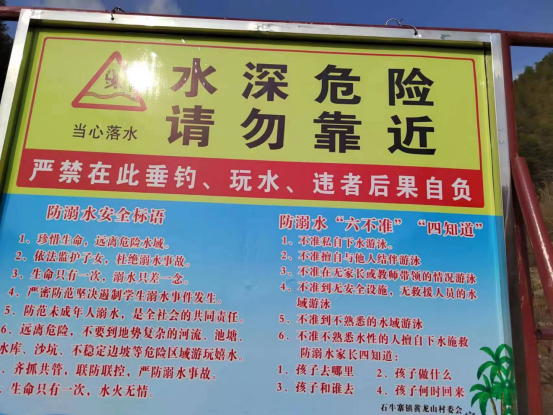 水深危险
请勿靠近
当心落水
严禁在此垂钓、玩水、违者后果自负
防溺水安全标语
1、珍惜生命，远离危险水域。
2、依法监护子女，杜绝溺水事故。
3、生命只有一次，溺水只差一念。
4、严密防范坚决遏制学生溺水事件发生。
5、防范未成年人溺水，是全社会的共同责任。
6、远离危险，不要到地势复杂的河流、池塘、
水库、沙坑、不稳定边坡等危险区域游玩嬉水。
、齐抓共管，联防联控，严防溺水事故。
、生命只有一次，水火无情。
防溺水“六不准”“四知道”
1、不准私自下水游泳。
2、不准擅自与他人结伴游泳
3、不准在无家长或教师带领的情况游泳
4、不准到无安全设施，无救援人员的水
域游泳
5、不准到不熟悉的水域游泳
6、不准不熟悉水性的人擅自下水施救
防溺水家长四知道：
1、孩子去哪里 2、孩子做什么
3、孩子和谁去 4、孩子何时回来
石牛寨镇黄龙山村委会